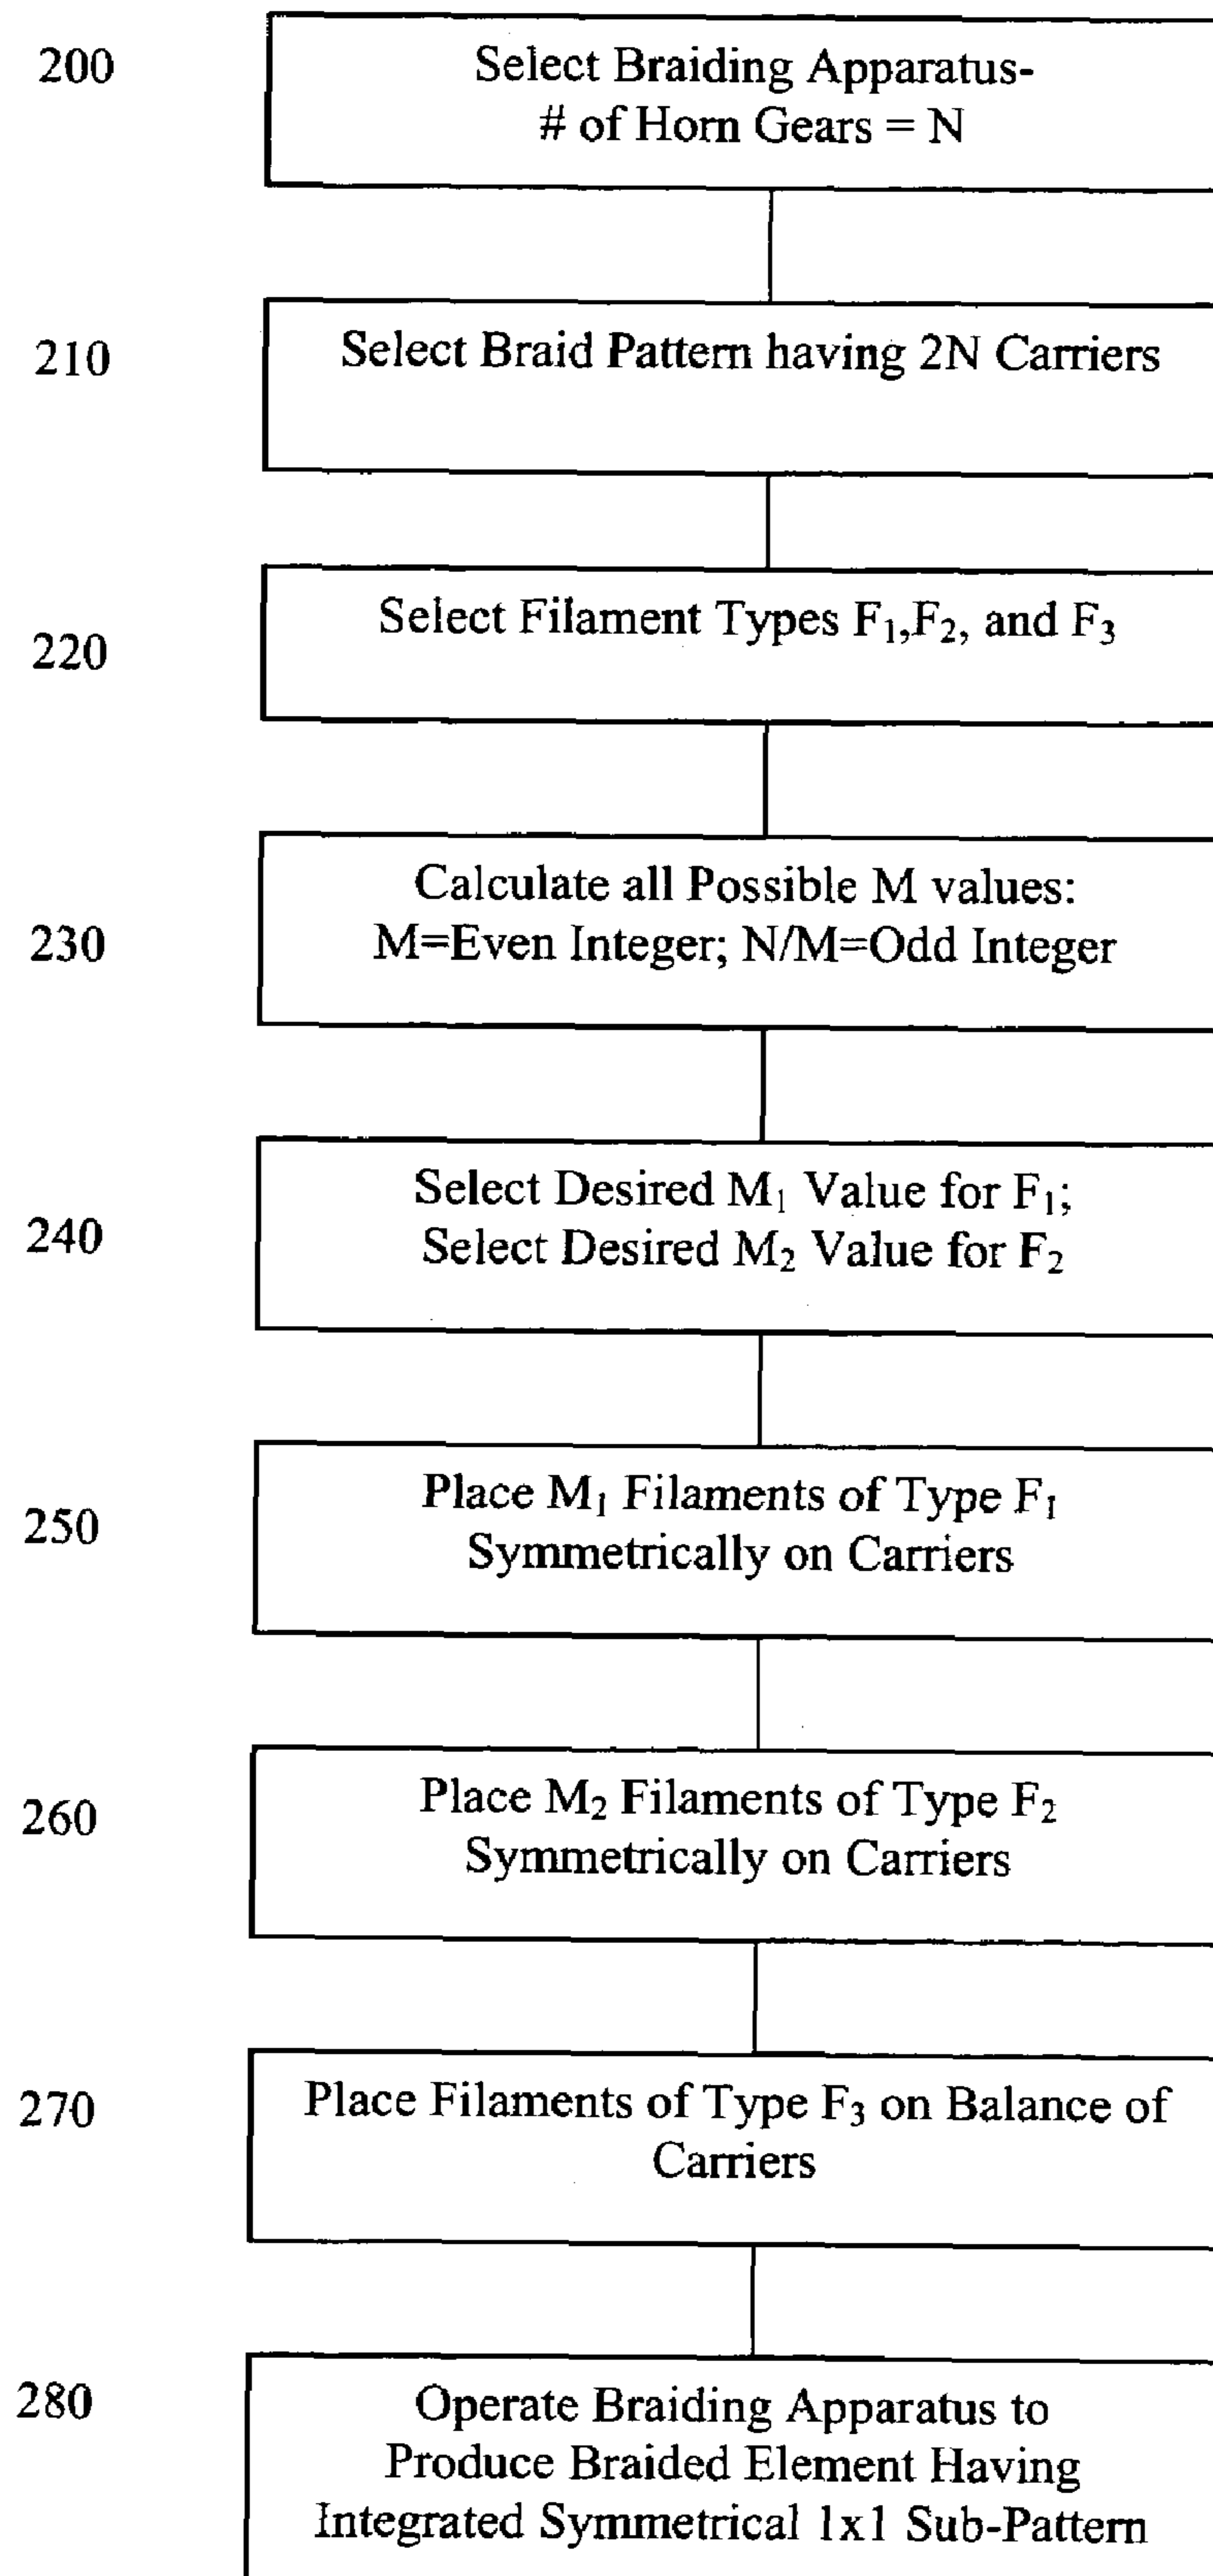 200
Select Braiding Apparatus-
# of Horn Gears = N
210
Select Braid Pattern having 2N Carriers
220
Select Filament Types F₁,F₂, and F₃
230
Calculate all Possible M values:
M=Even Integer; N/M=Odd Integer
240
Select Desired M₁ Value for F₁;
Select Desired M₂ Value for F₂
250
Place M₁ Filaments of Type F₁
Symmetrically on Carriers
260
Place M₂ Filaments of Type F₂
Symmetrically on Carriers
270
Place Filaments of Type F₃ on Balance of
Carriers
280
Operate Braiding Apparatus to
Produce Braided Element Having
Integrated Symmetrical 1x1 Sub-Pattern